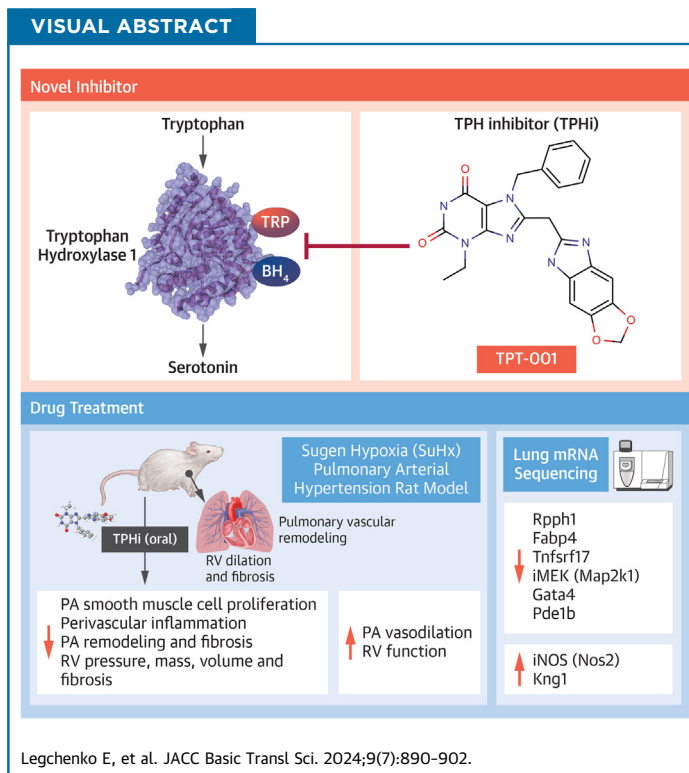 VISUAL ABSTRACT
Novel Inhibitor
Tryptophan
Tryptophan
Hydroxylase 1
TRP
BH4
Serotonin
TPH inhibitor (TPHi)
O
N
N
O
N
N
N
N
O
O
TPT-001
Drug Treatment
Sugen Hypoxia (SuHx)
Pulmonary Arterial
Hypertension Rat Model
TPHi (oral)
Pulmonary vascular
remodeling
RV dilation
and fibrosis
PA smooth muscle cell proliferation
Perivascular inflammation
PA remodeling and fibrosis
RV pressure, mass, volume and
fibrosis
PA vasodilation
RV function
Lung mRNA
Sequencing
Rpph1
Fabp4
Tnfsrf17
iMEK (Map2k1)
Gata4
Pde1b
iNOS (Nos2)
Kng1
Legchenko E, et al. JACC Basic Transl Sci. 2024;9(7):890-902.